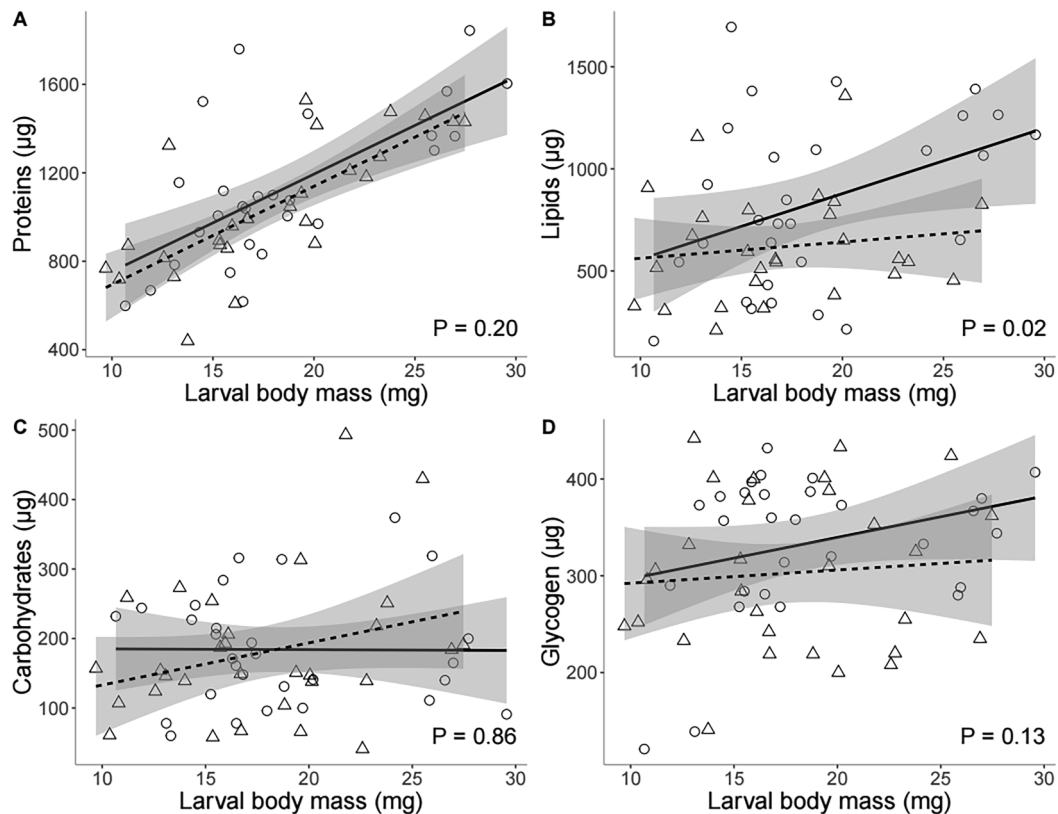 A
Proteins (µg)
1600
1200
800
400
P = 0.20
10 15 20 25 30
Larval body mass (mg)
B
Lipids (µg)
1500
1000
500
P = 0.02
10 15 20 25 30
Larval body mass (mg)
C
Carbohydrates (µg)
500
400
300
200
100
P = 0.86
10 15 20 25 30
Larval body mass (mg)
D
Glycogen (µg)
400
300
200
P = 0.13
10 15 20 25 30
Larval body mass (mg)